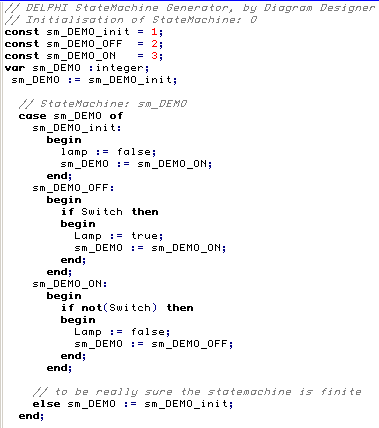 // DELPHI StateMachine Generator, by Diagram Designer
// Initialisation of StateMachine: 0
const sm_DEMO_init = 1;
const sm_DEMO_OFF  = 2;
const sm_DEMO_ON   = 3;
var sm_DEMO :integer;
 sm_DEMO := sm_DEMO_init;

  // StateMachine: sm_DEMO
  case sm_DEMO of
    sm_DEMO_init:
      begin
        lamp := false;
        sm_DEMO := sm_DEMO_ON;
      end;
    sm_DEMO_OFF:
      begin
        if Switch then
        begin
          Lamp := true;
          sm_DEMO := sm_DEMO_ON;
        end;
      end;
    sm_DEMO_ON:
      begin
        if not(Switch) then
        begin
          Lamp := false;
          sm_DEMO := sm_DEMO_OFF;
        end;
      end;

    // to be really sure the statemachine is finite
    else sm_DEMO := sm_DEMO_init;
  end;